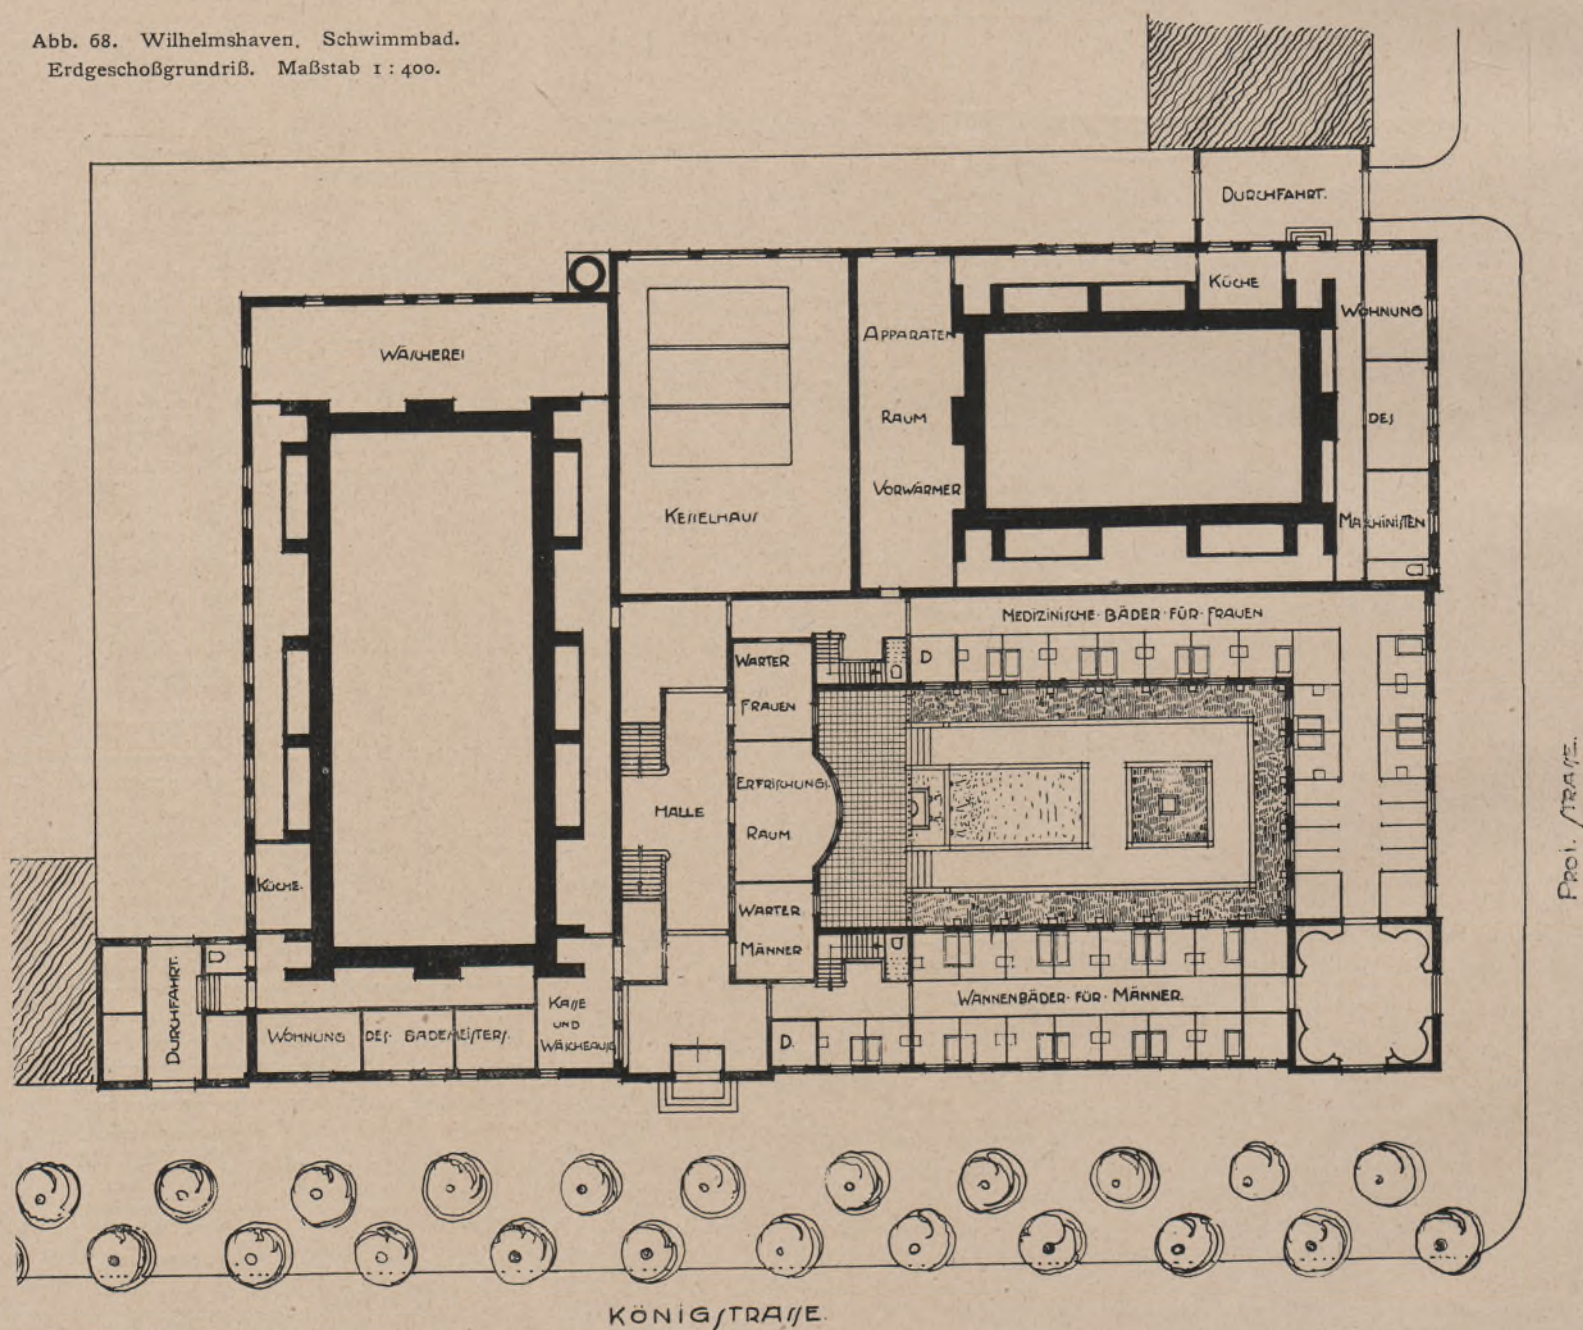 Abb. 68. Wilhelmshaven, Schwimmbad.
Erdgeschoßgrundriß. Maßstab 1 : 400.
DURCHFAHRT.
KÜCHE
WOHNUNG
DES
MASCHINISTEN
APPARATEN
RAUM
VORWÄRMER
WÄSCHEREI
KESSELHAUS
MEDIZINISCHE·BÄDER·FÜR·FRAUEN
D
WARTER
FRAUEN
ERFRISCHUNGS
RAUM
HALLE
WARTER
MÄNNER
KÜCHE.
DURCHFAHRT.
WOHNUNG DES· BADEMEISTERS.
KASSE
UND
WÄSCHEAUSG
WANNENBÄDER·FÜR·MÄNNER.
D.
PROI. STRASSE.
KÖNIGSTRASSE.